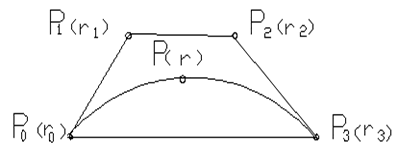 P₁(r₁)
P₂(r₂)
P(r)
P₀(r₀)
P₃(r₃)